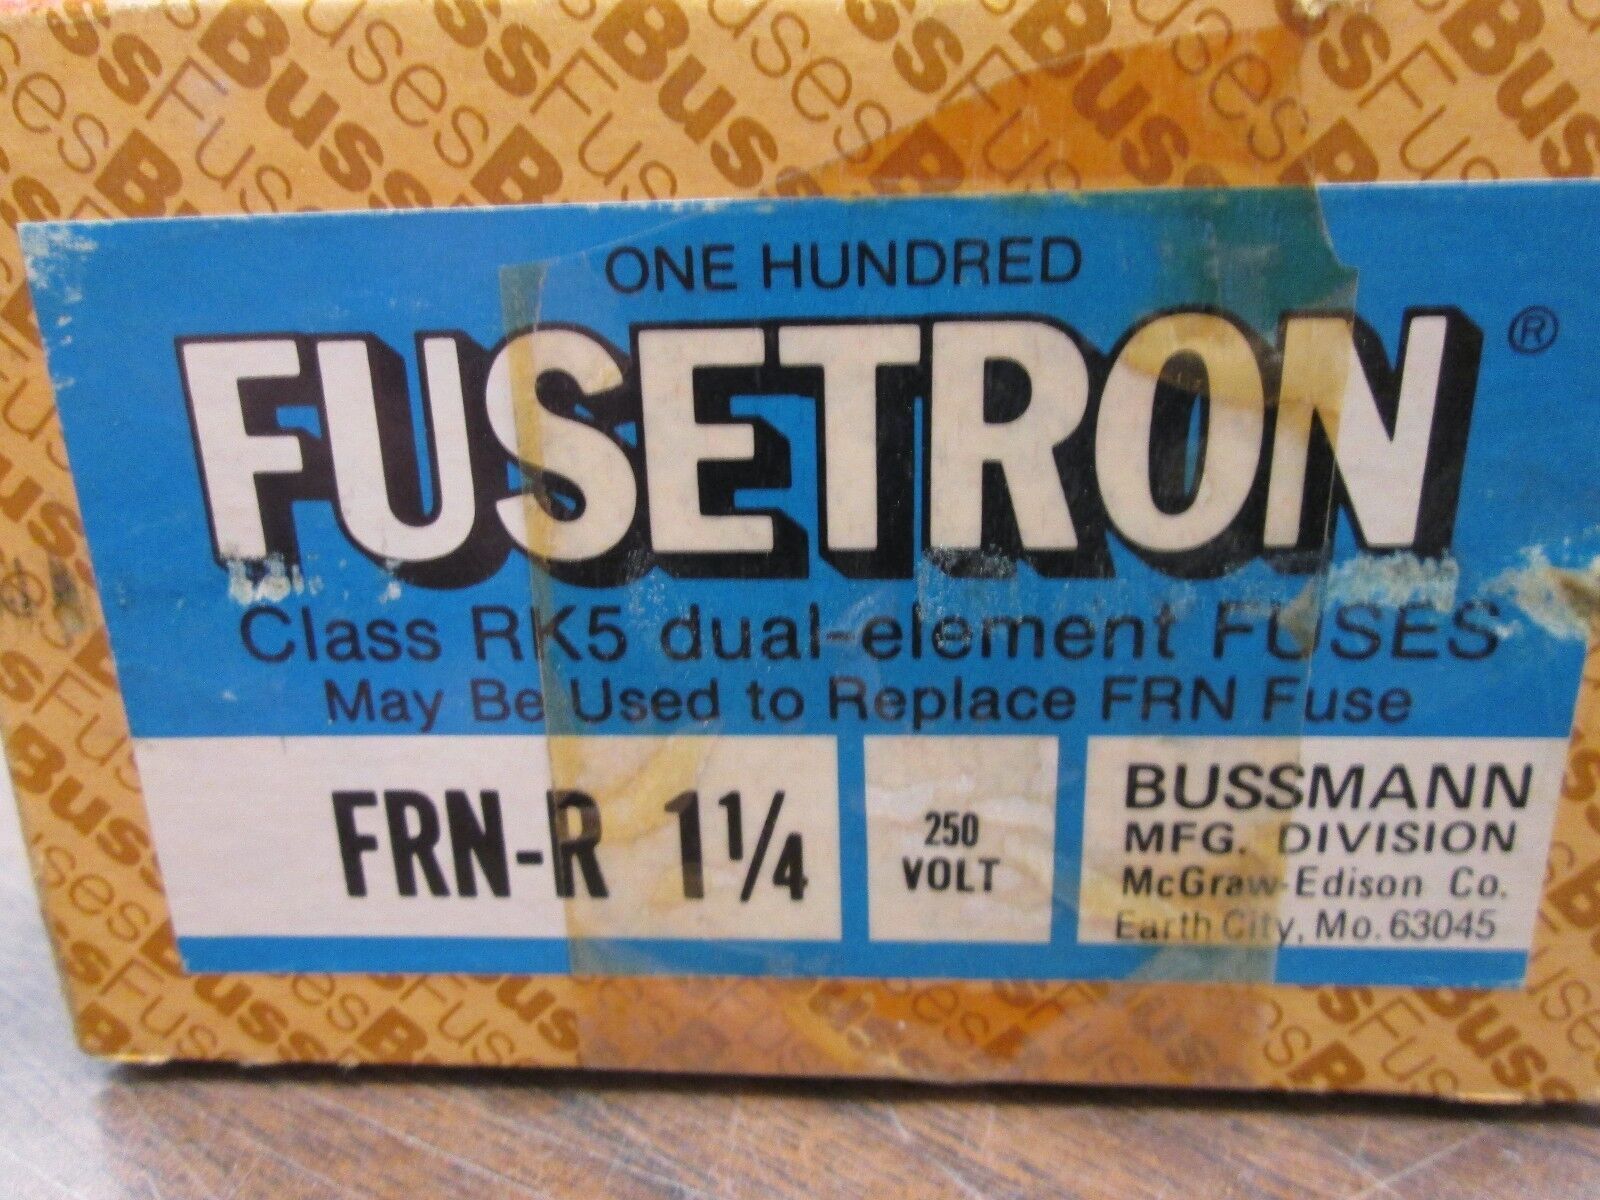 ONE HUNDRED
FUSETRON®
Class RK5 dual-element FUSES
May Be Used to Replace FRN Fuse
FRN-R 1¼
250
VOLT
BUSSMANN
MFG. DIVISION
McGraw-Edison Co.
Earth City, Mo. 63045